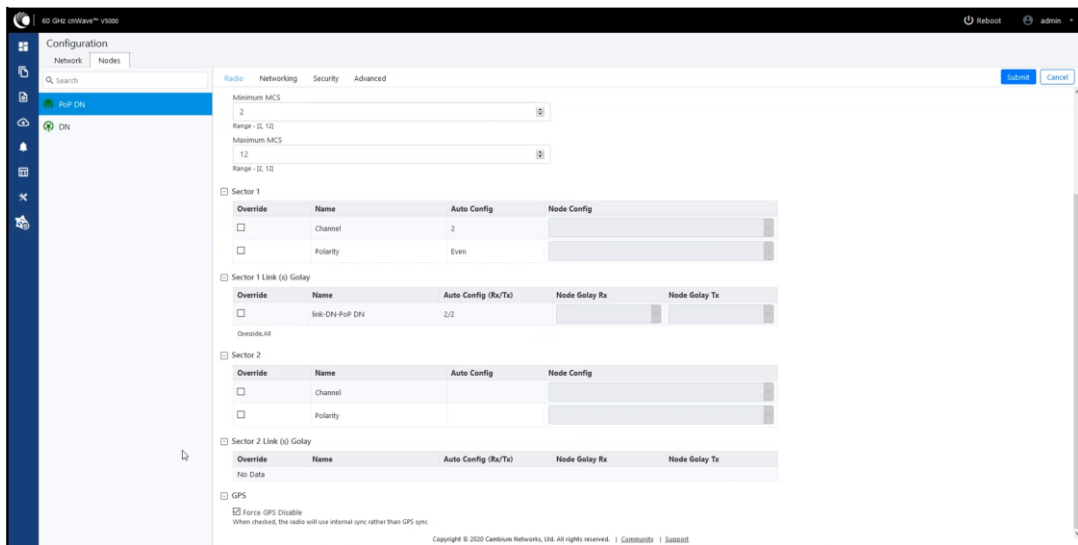 60 GHz cnWave™ V5000
Reboot
admin
Configuration
Network Nodes
Search
PoP DN
DN
Radio Networking Security Advanced
Submit Cancel
Minimum MCS
2
Range - [2, 12]
Maximum MCS
12
Range - [2, 12]
Sector 1
Override Name Auto Config Node Config
Channel 2
Polarity Even
Sector 1 Link (s) Golay
Override Name Auto Config (Rx/Tx) Node Golay Rx Node Golay Tx
link-DN-PoP DN 2/2
Override All
Sector 2
Override Name Auto Config Node Config
Channel
Polarity
Sector 2 Link (s) Golay
Override Name Auto Config (Rx/Tx) Node Golay Rx Node Golay Tx
No Data
GPS
Force GPS Disable
When checked, the radio will use internal sync rather than GPS sync
Copyright © 2020 Cambium Networks, Ltd. All rights reserved. | Community | Support